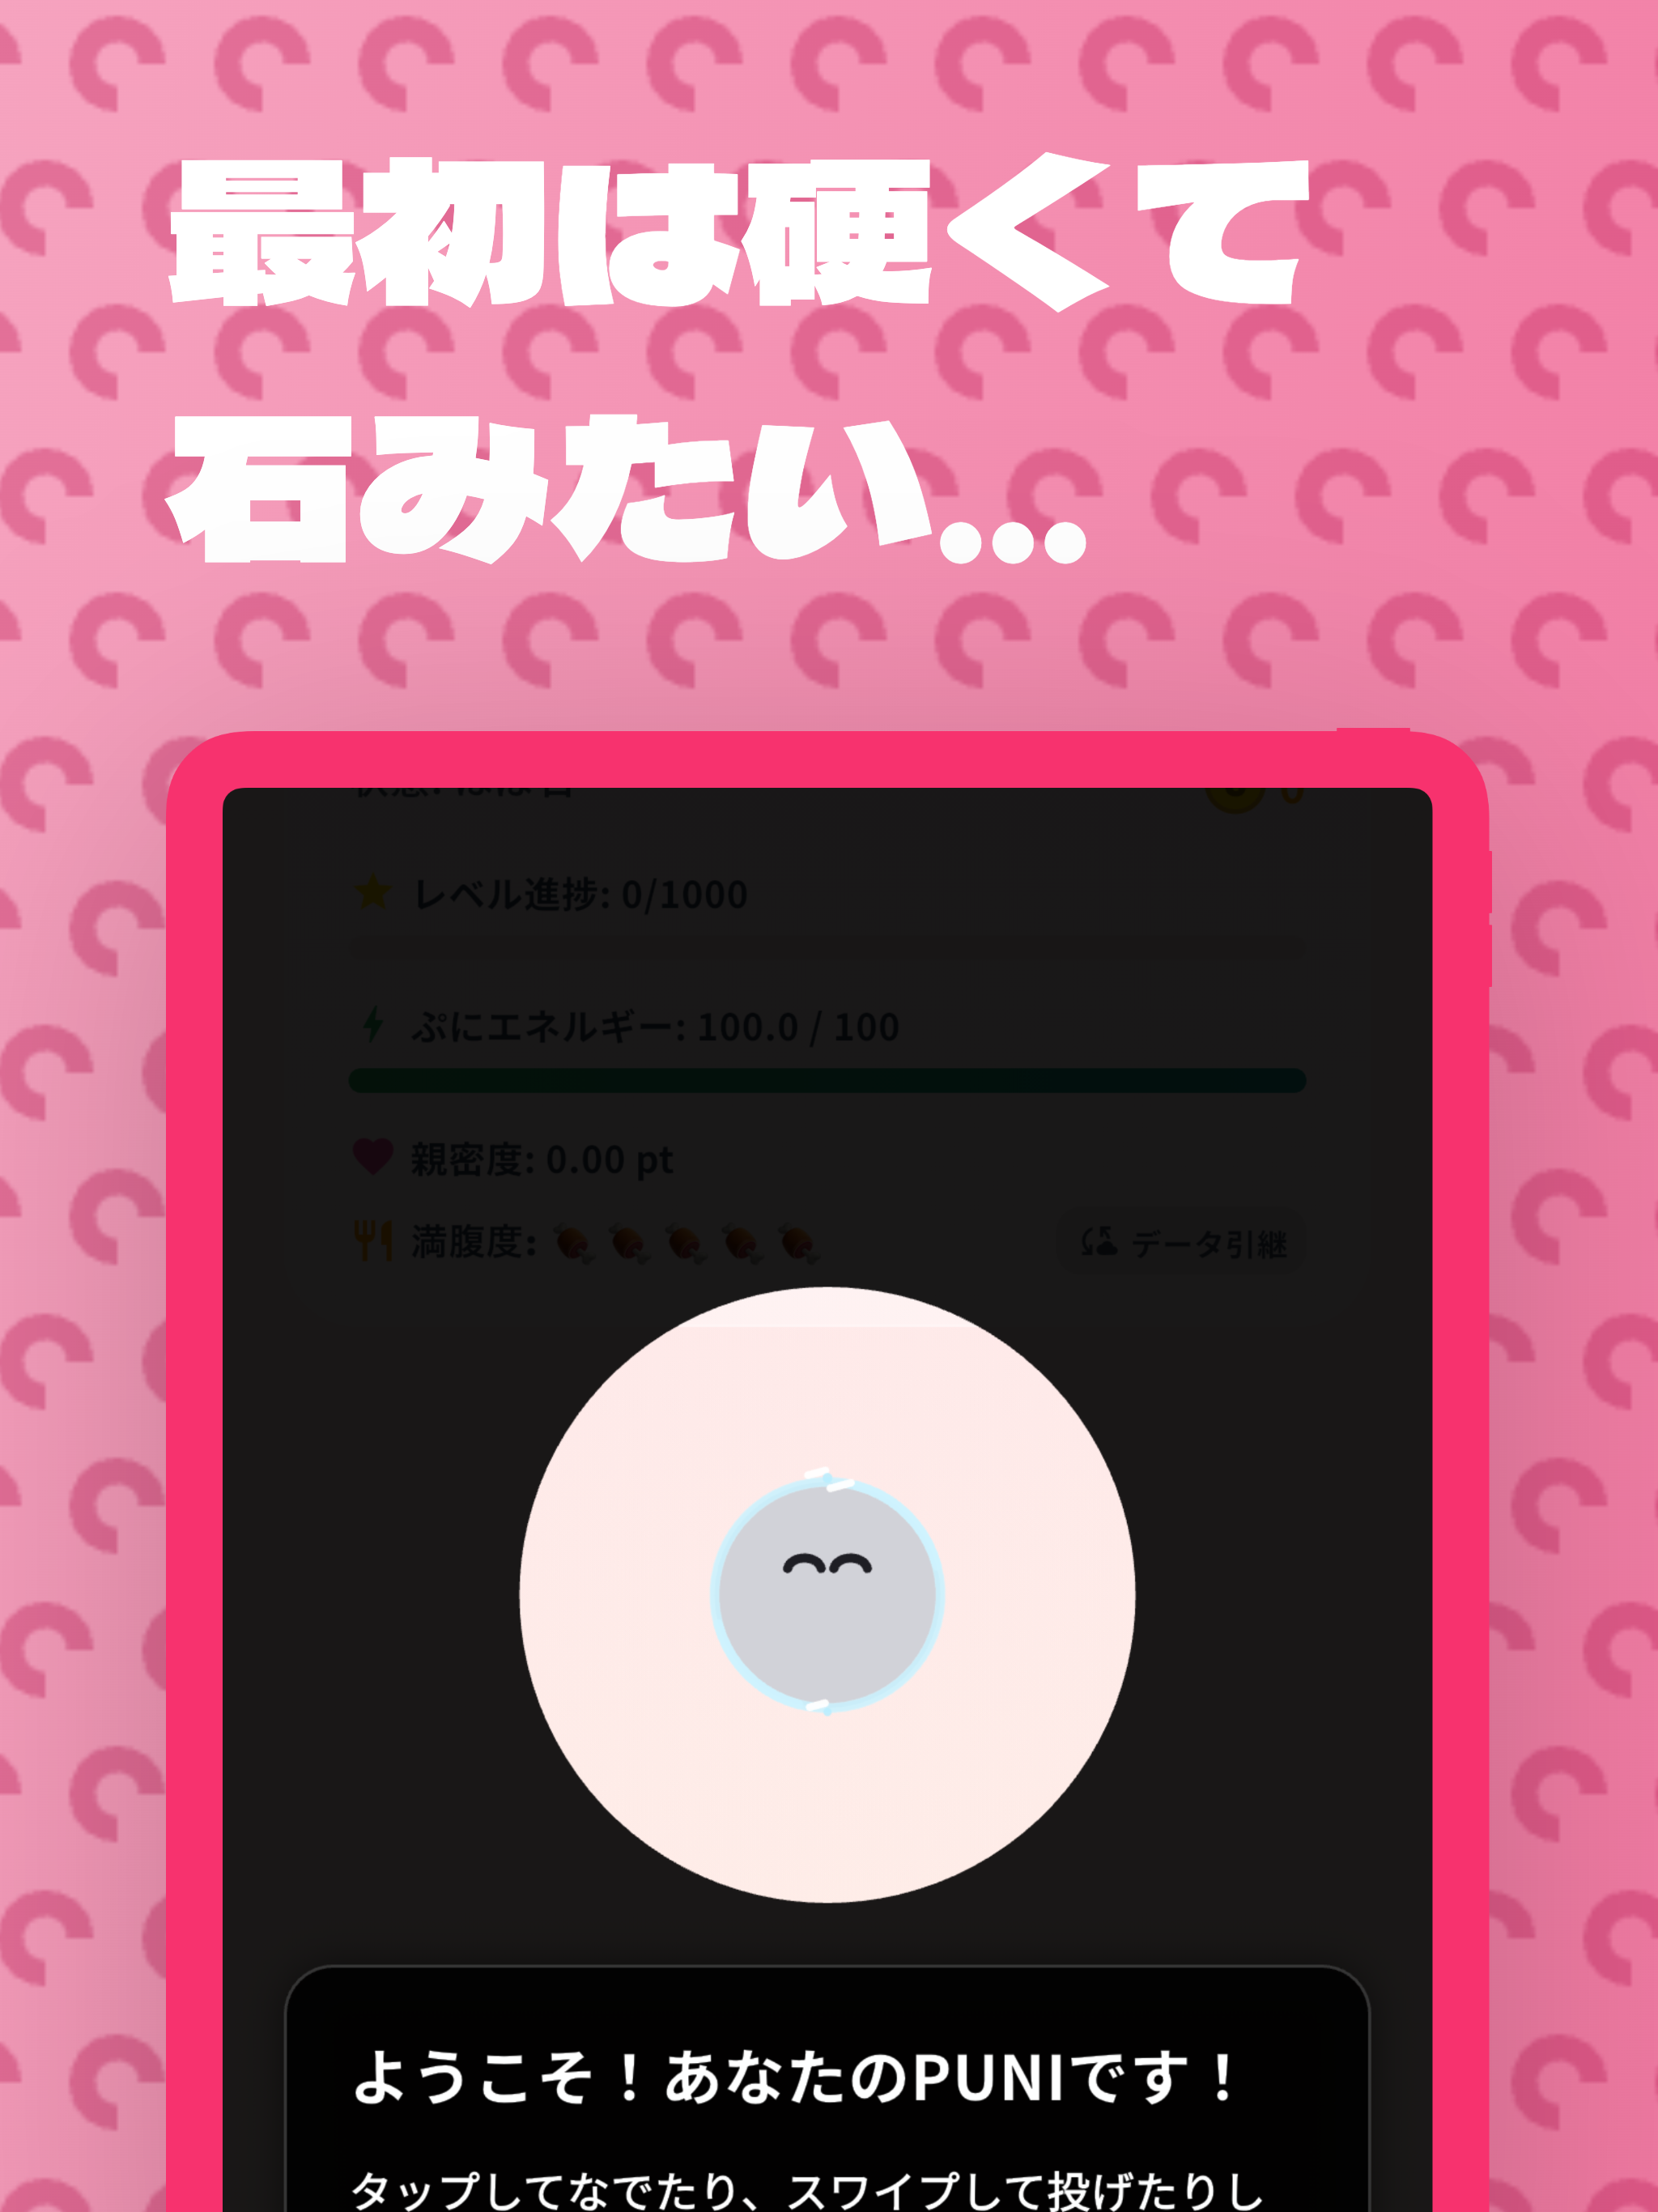 最初は硬くて
石みたい...
レベル進捗: 0/1000
ぷにエネルギー: 100.0 / 100
親密度: 0.00 pt
満腹度:
データ引継
ようこそ！あなたのPUNIです！
タップしてなでたり、スワイプして投げたりし